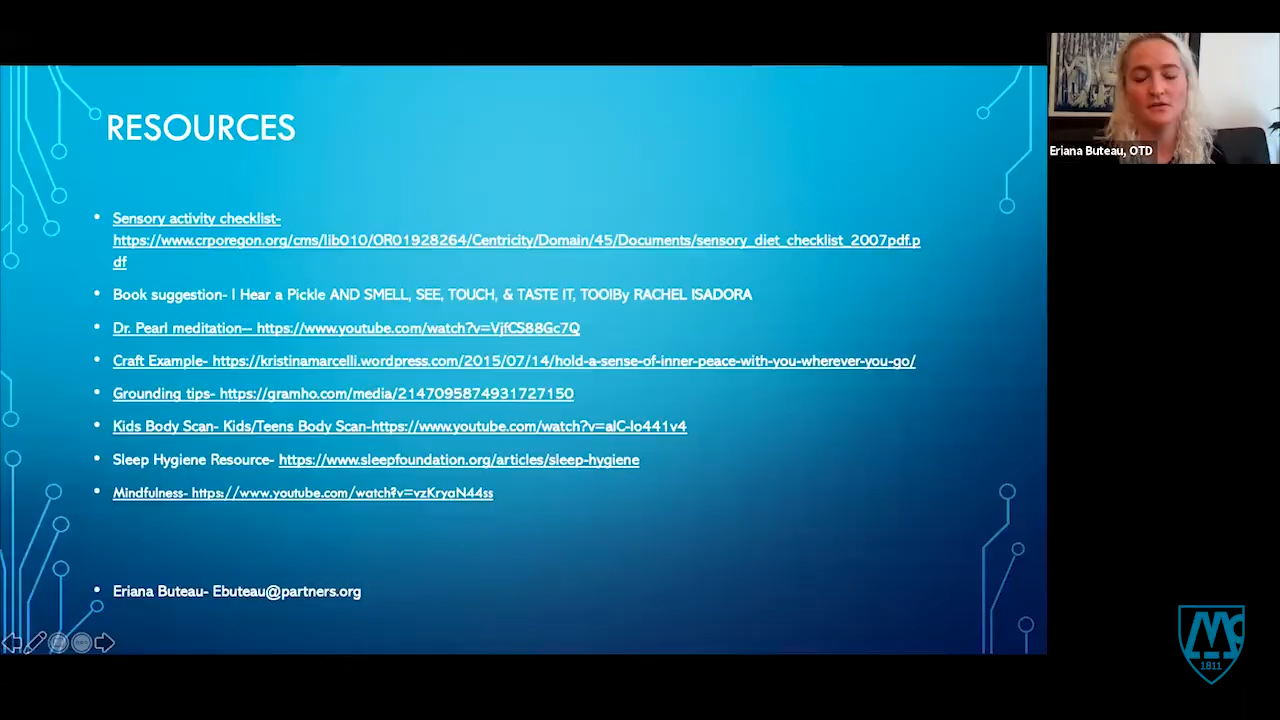 RESOURCES
Sensory activity checklist-
https://www.crporegon.org/cms/lib010/OR01928264/Centricity/Domain/45/Documents/sensory_diet_checklist_2007pdf.p
df
Book suggestion- I Hear a Pickle AND SMELL, SEE, TOUCH, & TASTE IT, TOO!By RACHEL ISADORA
Dr. Pearl meditation-- https://www.youtube.com/watch?v=VjfCS88Gc7Q
Craft Example- https://kristinamarcelli.wordpress.com/2015/07/14/hold-a-sense-of-inner-peace-with-you-wherever-you-go/
Grounding tips- https://gramho.com/media/2147095874931727150
Kids Body Scan- Kids/Teens Body Scan-https://www.youtube.com/watch?v=aIC-Io441v4
Sleep Hygiene Resource- https://www.sleepfoundation.org/articles/sleep-hygiene
Mindfulness- https://www.youtube.com/watch?v=vzKryaN44ss
Eriana Buteau- Ebuteau@partners.org
Eriana Buteau, OTD
1811